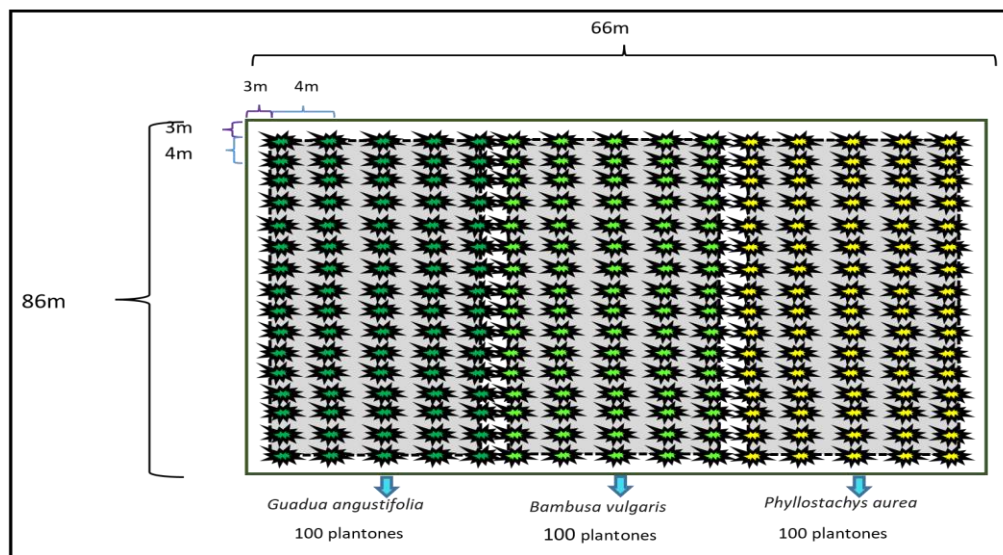 66m
3m 4m
3m
4m
86m
Guadua angustifolia
Bambusa vulgaris
Phyllostachys aurea
100 plantones
100 plantones
100 plantones